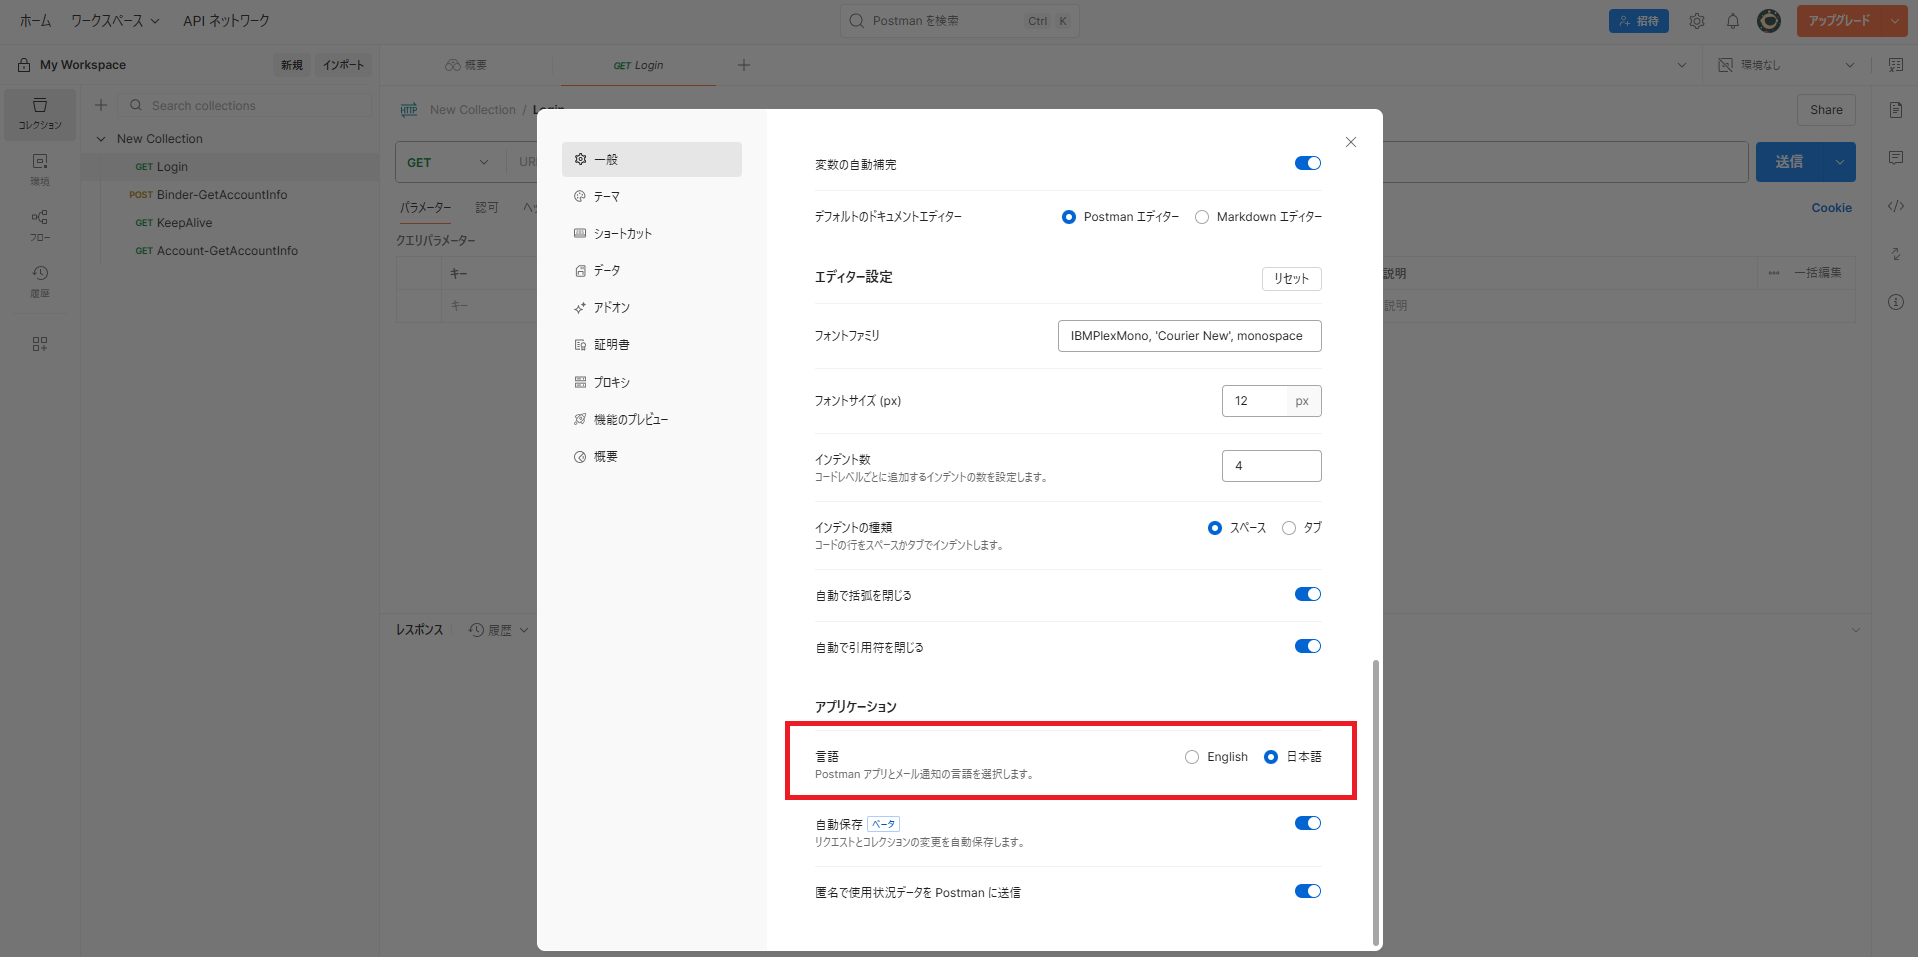 ホーム ワークスペース API ネットワーク
Postman を検索 Ctrl K
招待 アップグレード
My Workspace 新規 インポート
概要 GET Login
環境なし
Search collections
コレクション
環境
フロー
履歴
New Collection
GET Login
POST Binder-GetAccountInfo
GET KeepAlive
GET Account-GetAccountInfo
HTTP New Collection / Login
Share
GET UR
送信
パラメーター 認可 ヘッ
Cookie
クエリパラメーター
キー 説明 一括編集
キー 説明
レスポンス 履歴
一般
テーマ
ショートカット
データ
アドオン
証明書
プロキシ
機能のプレビュー
概要
変数の自動補完
デフォルトのドキュメントエディター Postman エディター Markdown エディター
エディター設定 リセット
フォントファミリ IBMPlexMono, 'Courier New', monospace
フォントサイズ (px) 12 px
インデント数 4
コードレベルごとに追加するインデントの数を設定します。
インデントの種類 スペース タブ
コードの行をスペースかタブでインデントします。
自動で括弧を閉じる
自動で引用符を閉じる
アプリケーション
言語 English 日本語
Postman アプリとメール通知の言語を選択します。
自動保存 ベータ
リクエストとコレクションの変更を自動保存します。
匿名で使用状況データを Postman に送信